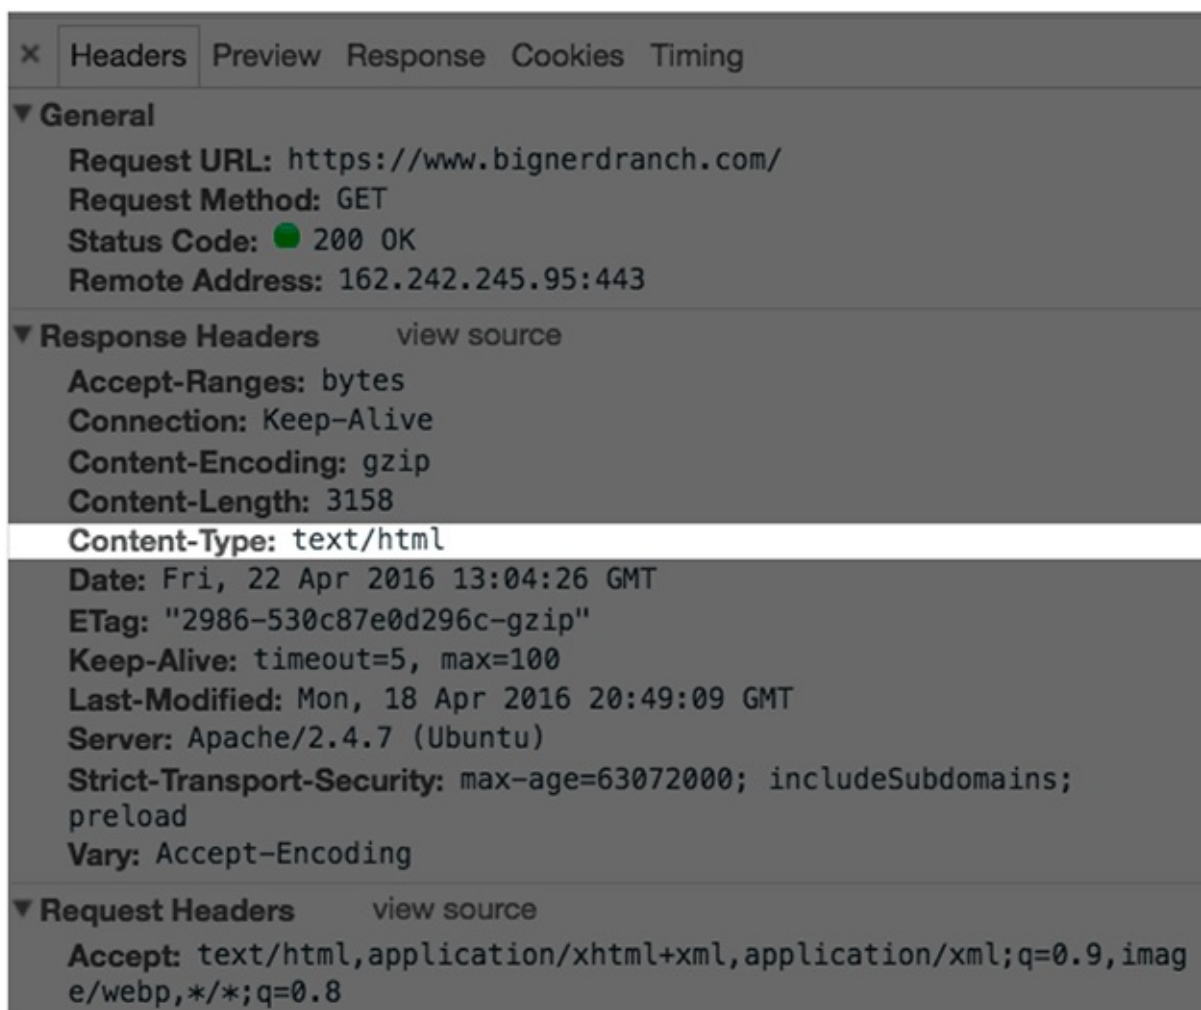 × Headers Preview Response Cookies Timing
▼ General
Request URL: https://www.bignerdranch.com/
Request Method: GET
Status Code: 200 OK
Remote Address: 162.242.245.95:443
▼ Response Headers view source
Accept-Ranges: bytes
Connection: Keep-Alive
Content-Encoding: gzip
Content-Length: 3158
Content-Type: text/html
Date: Fri, 22 Apr 2016 13:04:26 GMT
ETag: "2986-530c87e0d296c-gzip"
Keep-Alive: timeout=5, max=100
Last-Modified: Mon, 18 Apr 2016 20:49:09 GMT
Server: Apache/2.4.7 (Ubuntu)
Strict-Transport-Security: max-age=63072000; includeSubdomains;
preload
Vary: Accept-Encoding
▼ Request Headers view source
Accept: text/html,application/xhtml+xml,application/xml;q=0.9,imag
e/webp,*/*;q=0.8